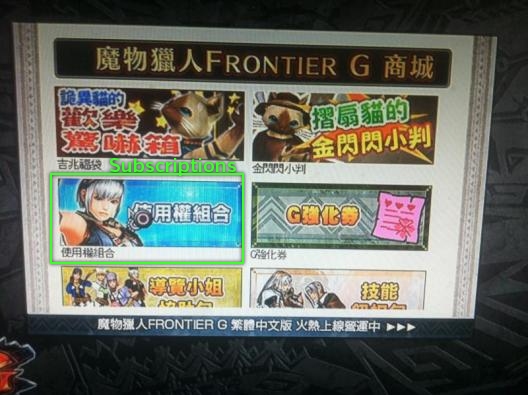 魔物獵人FRONTIER G 商城
詭異貓的
歡樂
驚嚇箱
吉兆福袋
摺扇貓的
金閃閃小判
金閃閃小判
Subscriptions
使用權組合
使用權組合
G強化券
G強化券
導覽小姐
技能
魔物獵人FRONTIER G 繁體中文版 火熱上線營運中 ►►►